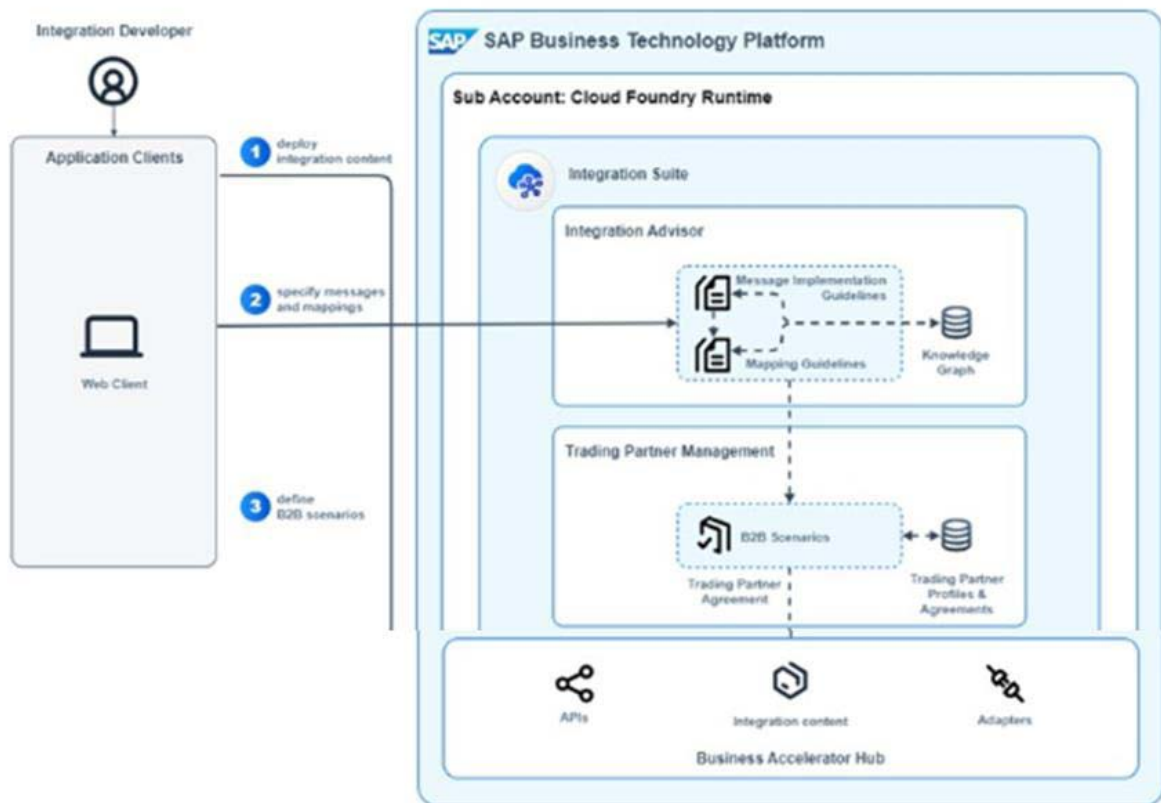 Integration Developer
SAP SAP Business Technology Platform
Sub Account: Cloud Foundry Runtime
Application Clients
1 deploy
integration content
Integration Suite
Integration Advisor
Message Implementation
Guidelines
2 specify messages
and mappings
Mapping Guidelines
Knowledge
Graph
Web Client
Trading Partner Management
3 define
B2B scenarios
B2B Scenarios
Trading Partner
Agreement
Trading Partner
Profiles &
Agreements
APIs
Integration content
Adapters
Business Accelerator Hub